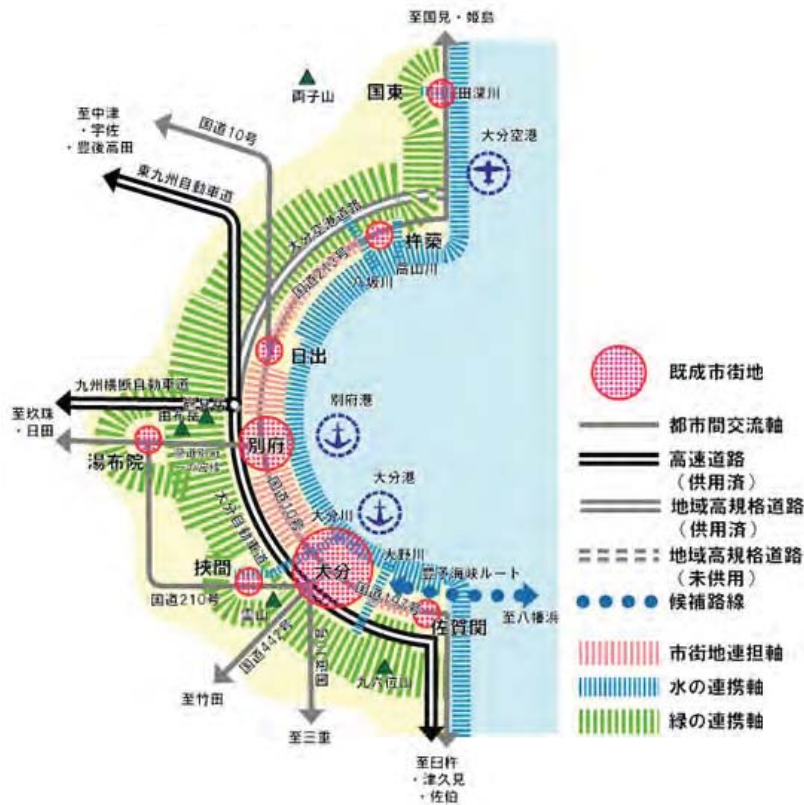 至国見・姫島
両子山
国東
田深川
至中津
・宇佐
・豊後高田
国道10号
大分空港
東九州自動車道
大分空港道路
杵築
国道213号
高山川
八坂川
日出
九州横断自動車道
至玖珠
・日田
由布岳
湯布院
別府
別府港
大分港
国道10号
大分川
大分自動車道
大野川
挾間
大分
豊予海峡ルート
国道210号
霊山
国道197号
佐賀関
至八幡浜
国道442号
九六位山
至竹田
至三重
至臼杵
・津久見
・佐伯
既成市街地
都市間交流軸
高速道路
(供用済)
地域高規格道路
(供用済)
地域高規格道路
(未供用)
候補路線
市街地連担軸
水の連携軸
緑の連携軸